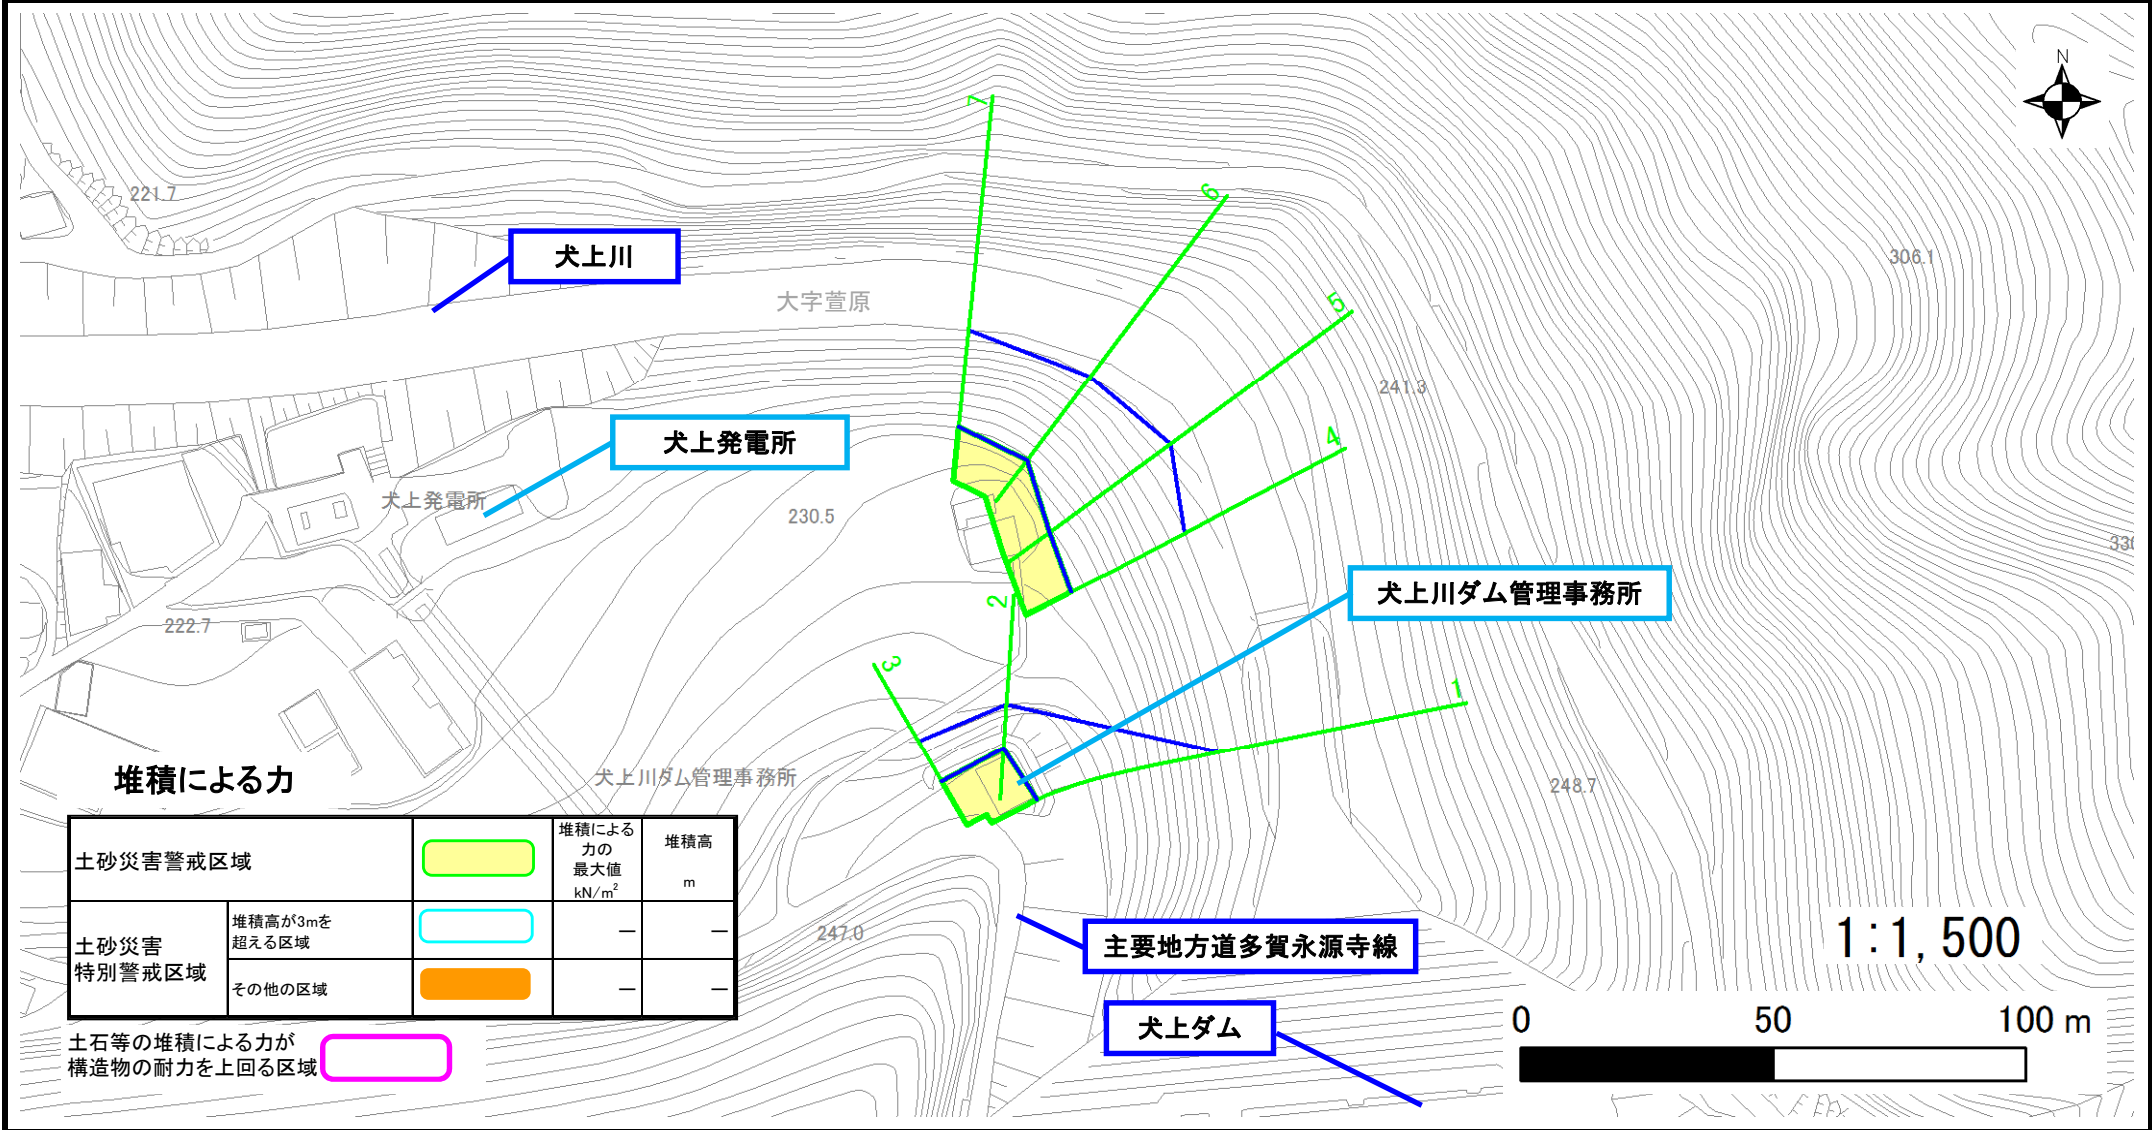 N
7
6
221.7
犬上川
306.1
大字萱原
5
241.3
4
犬上発電所
犬上発電所
230.5
犬上川ダム管理事務所
2
222.7
3
1
犬上川ダム管理事務所
248.7
堆積による力
土砂災害警戒区域
堆積による
力の
最大値
kN/m²
堆積高
m
土砂災害
特別警戒区域
堆積高が3mを
超える区域
－
－
その他の区域
－
－
247.0
主要地方道多賀永源寺線
1:1,500
犬上ダム
0
50
100 m
土石等の堆積による力が
構造物の耐力を上回る区域